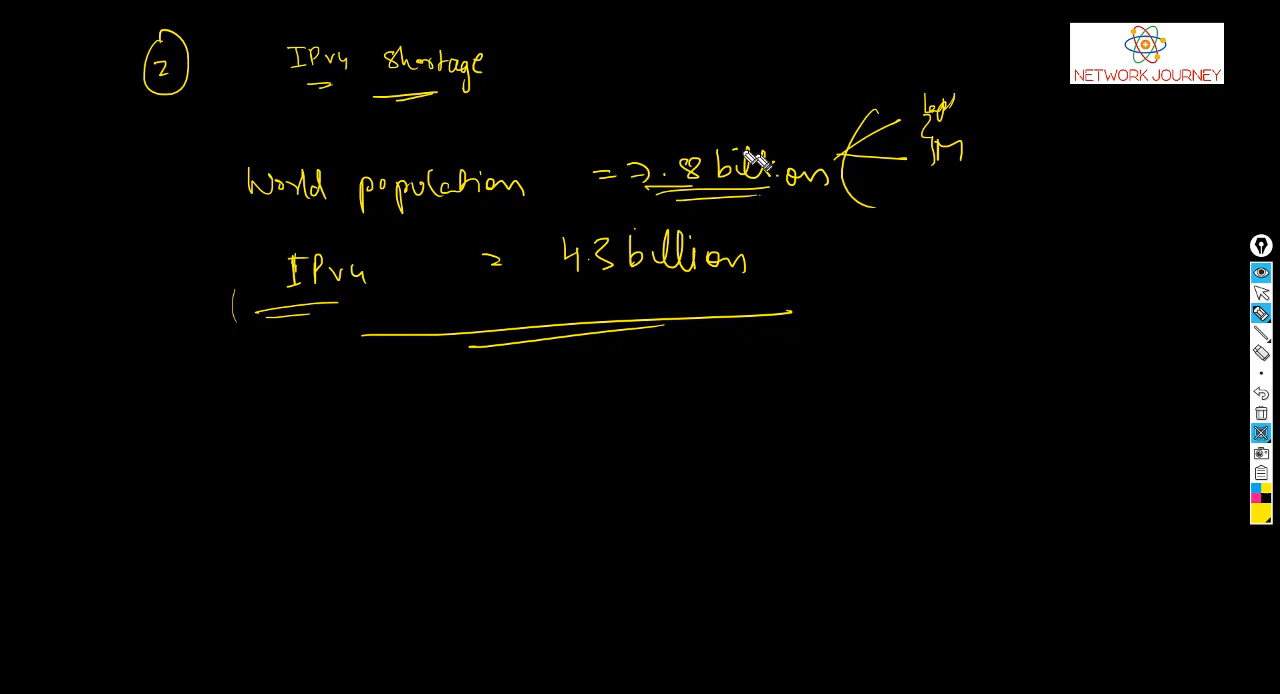 2
IPv4 shortage
NETWORK JOURNEY
World population = 7.8 billion
IPv4 = 4.3 billion